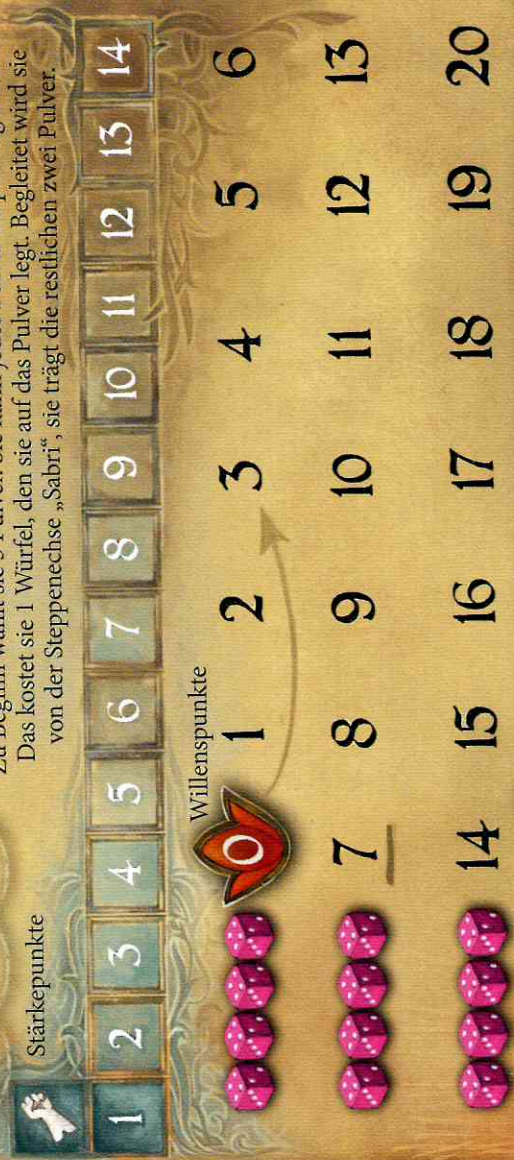 Das kostet sie 1 Würfel, den sie auf das Pulver legt. Begleitet wird sie
von der Steppenechse „Sabri“, sie trägt die restlichen zwei Pulver.
Stärkepunkte
1 2 3 4 5 6 7 8 9 10 11 12 13 14
Willenspunkte
0 1 2 3 4 5 6
7 8 9 10 11 12 13
14 15 16 17 18 19 20